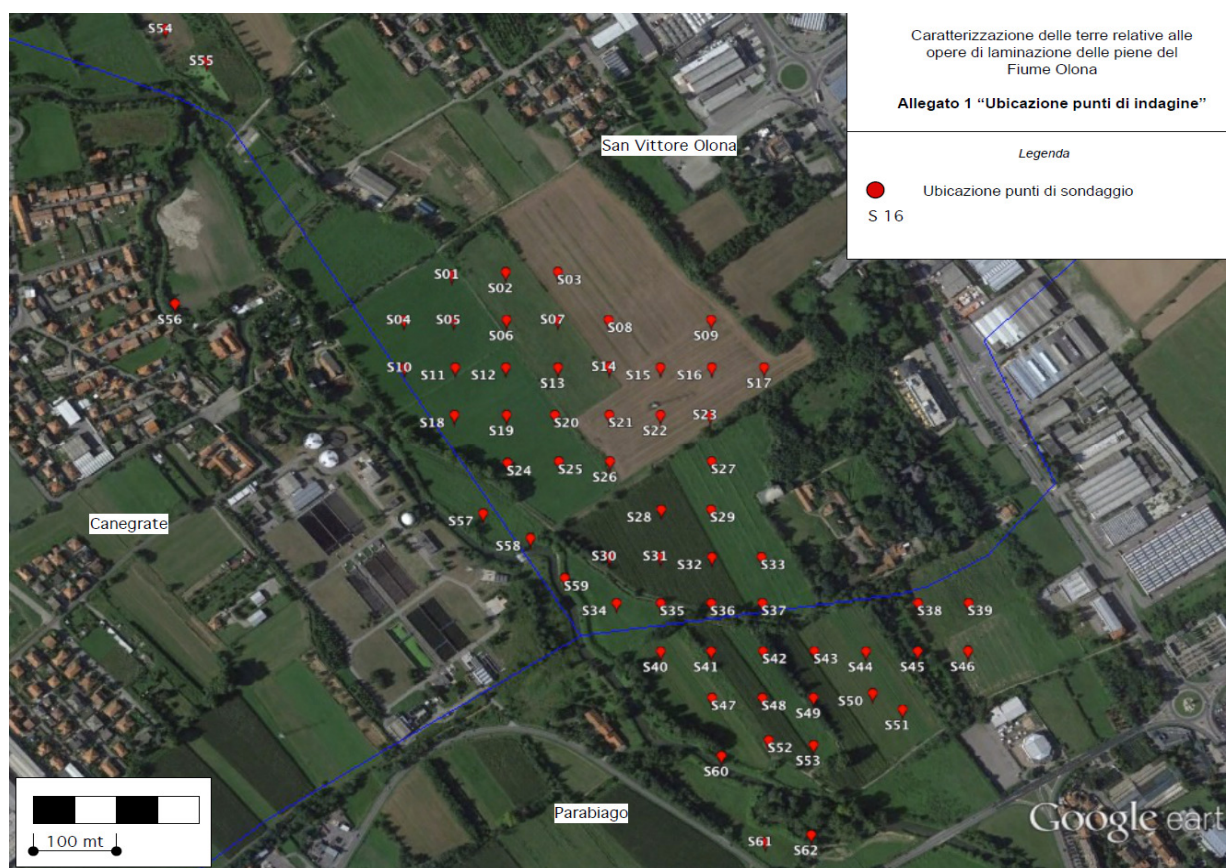 Caratterizzazione delle terre relative alle
opere di laminazione delle piene del
Fiume Olona
Allegato 1 “Ubicazione punti di indagine”
Legenda
Ubicazione punti di sondaggio
S 16
S54
S55
San Vittore Olona
S01
S02
S03
S56
S04
S05
S06
S07
S08
S09
S10
S11
S12
S13
S14
S15
S16
S17
S18
S19
S20
S21
S22
S23
S24
S25
S26
S27
Canegrate
S57
S28
S29
S58
S30
S31
S32
S33
S59
S34
S35
S36
S37
S38
S39
S40
S41
S42
S43
S44
S45
S46
S47
S48
S49
S50
S51
S52
S53
S60
Parabiago
S61
S62
100 mt
Google eart